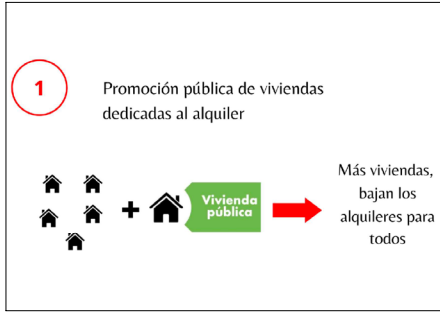 1
Promoción pública de viviendas
dedicadas al alquiler
+
Vivienda
pública
Más viviendas,
bajan los
alquileres para
todos